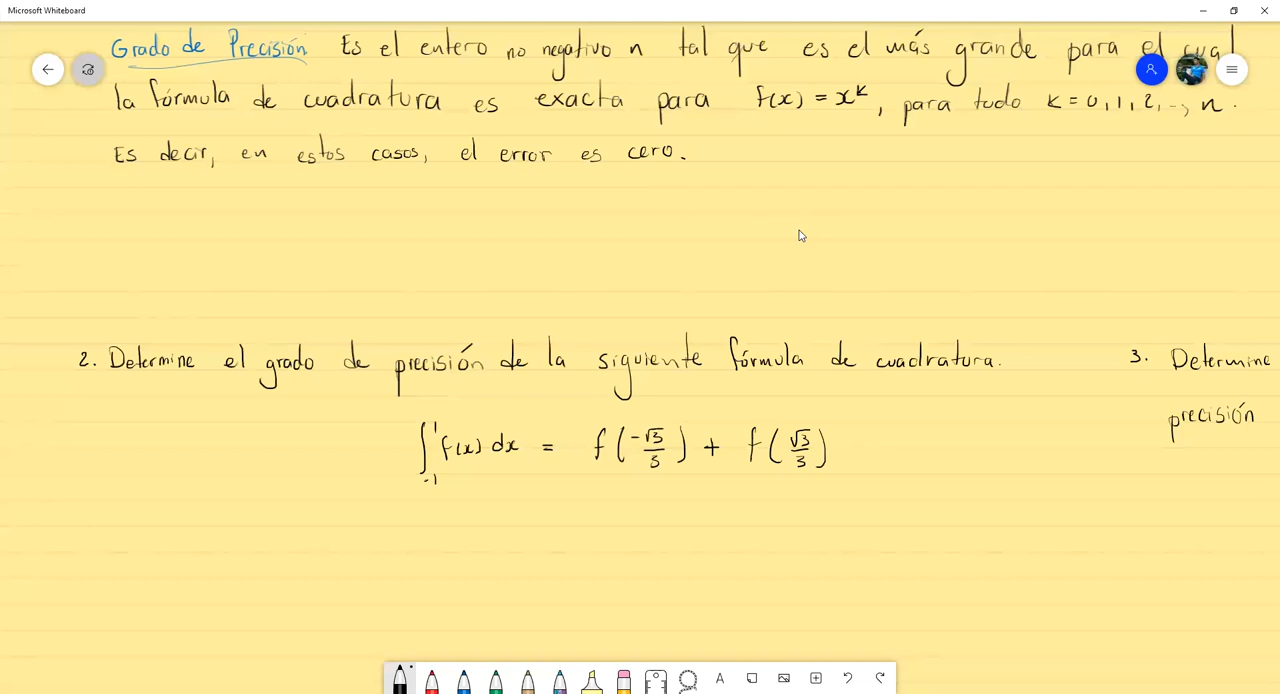 Microsoft Whiteboard
Grado de Precisión Es el entero no negativo n tal que es el más grande para el cual
la fórmula de cuadratura es exacta para f(x) = x^k, para todo k = 0, 1, 2, ..., n.
Es decir, en estos casos, el error es cero.
2. Determine el grado de precisión de la siguiente fórmula de cuadratura.
∫_{-1}^{1} f(x) dx = f(-√3/3) + f(√3/3)
3. Determine
precisión
A